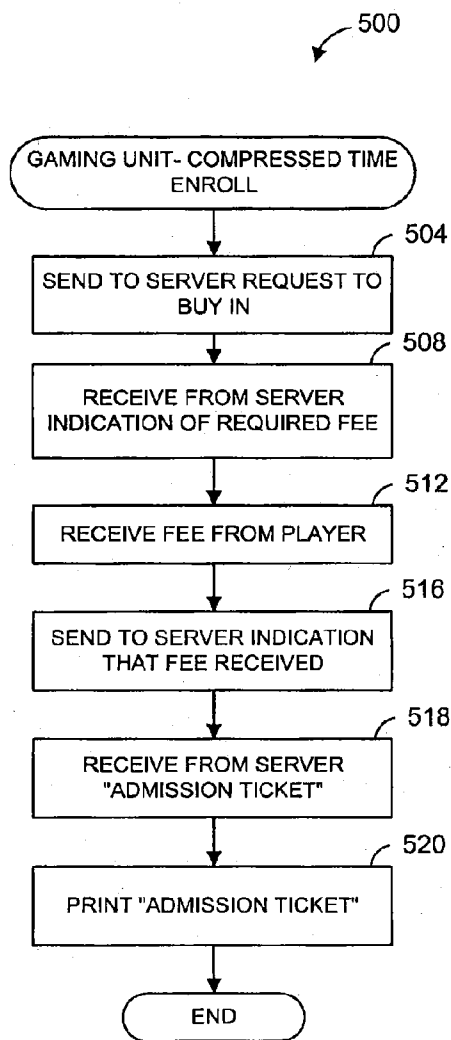 500
GAMING UNIT- COMPRESSED TIME
ENROLL
504
SEND TO SERVER REQUEST TO
BUY IN
508
RECEIVE FROM SERVER
INDICATION OF REQUIRED FEE
512
RECEIVE FEE FROM PLAYER
516
SEND TO SERVER INDICATION
THAT FEE RECEIVED
518
RECEIVE FROM SERVER
"ADMISSION TICKET"
520
PRINT "ADMISSION TICKET"
END